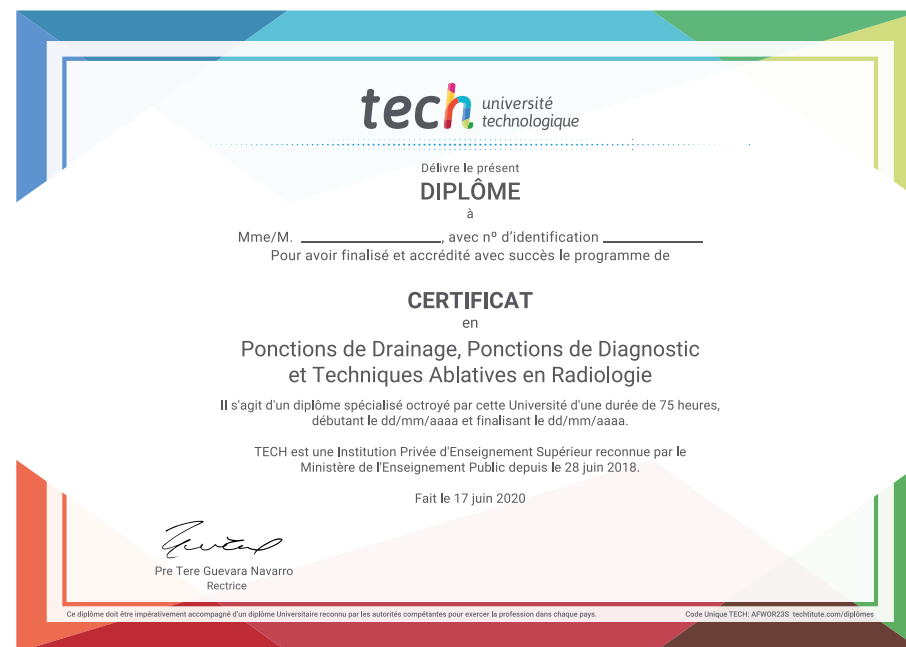 tech université
technologique
Délivre le présent
DIPLÔME
à
Mme/M. ____________________, avec nº d'identification ______________
Pour avoir finalisé et accrédité avec succès le programme de
CERTIFICAT
en
Ponctions de Drainage, Ponctions de Diagnostic
et Techniques Ablatives en Radiologie
Il s'agit d'un diplôme spécialisé octroyé par cette Université d'une durée de 75 heures,
débutant le dd/mm/aaaa et finalisant le dd/mm/aaaa.
TECH est une Institution Privée d'Enseignement Supérieur reconnue par le
Ministère de l'Enseignement Public depuis le 28 juin 2018.
Fait le 17 juin 2020
Pre Tere Guevara Navarro
Rectrice
Ce diplôme doit être impérativement accompagné d'un diplôme Universitaire reconnu par les autorités compétantes pour exercer la profession dans chaque pays. Code Unique TECH: AFWOR23S techtitute.com/diplômes